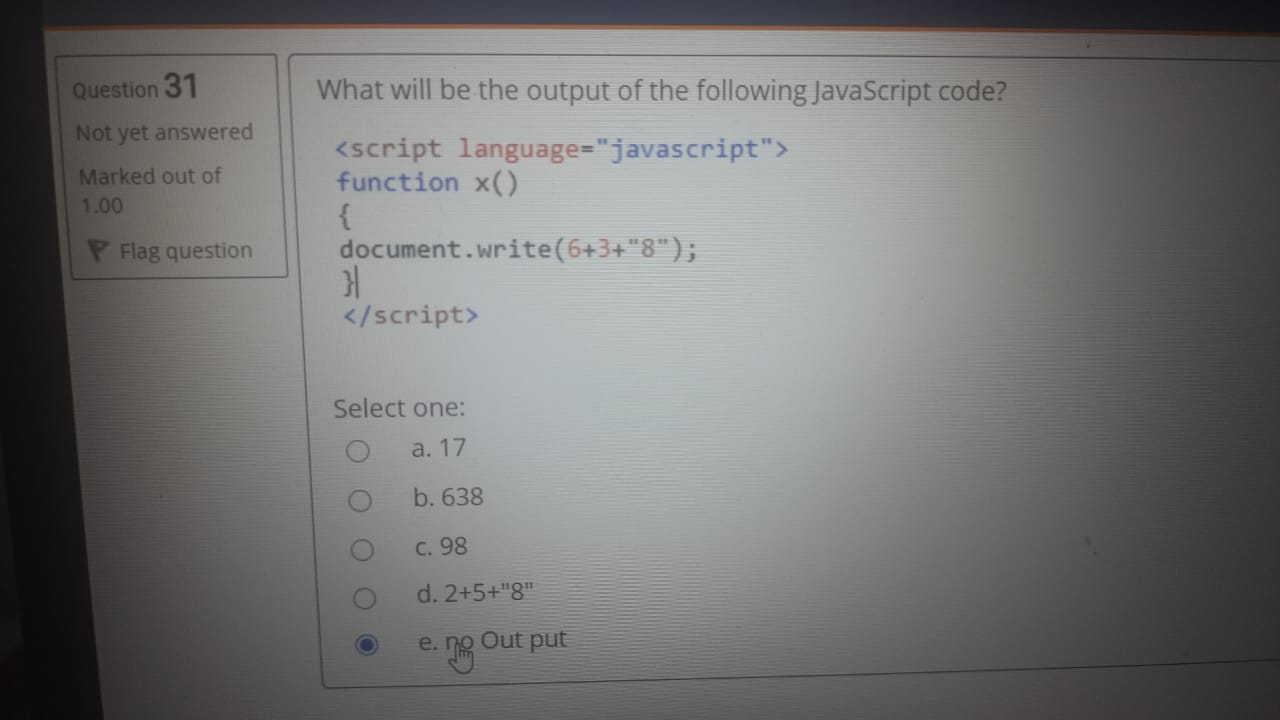 Question 31
Not yet answered
Marked out of
1.00
Flag question
What will be the output of the following JavaScript code?
<script language="javascript">
function x()
{
document.write(6+3+"8");
}
</script>
Select one:
a. 17
b. 638
c. 98
d. 2+5+"8"
e. no Out put